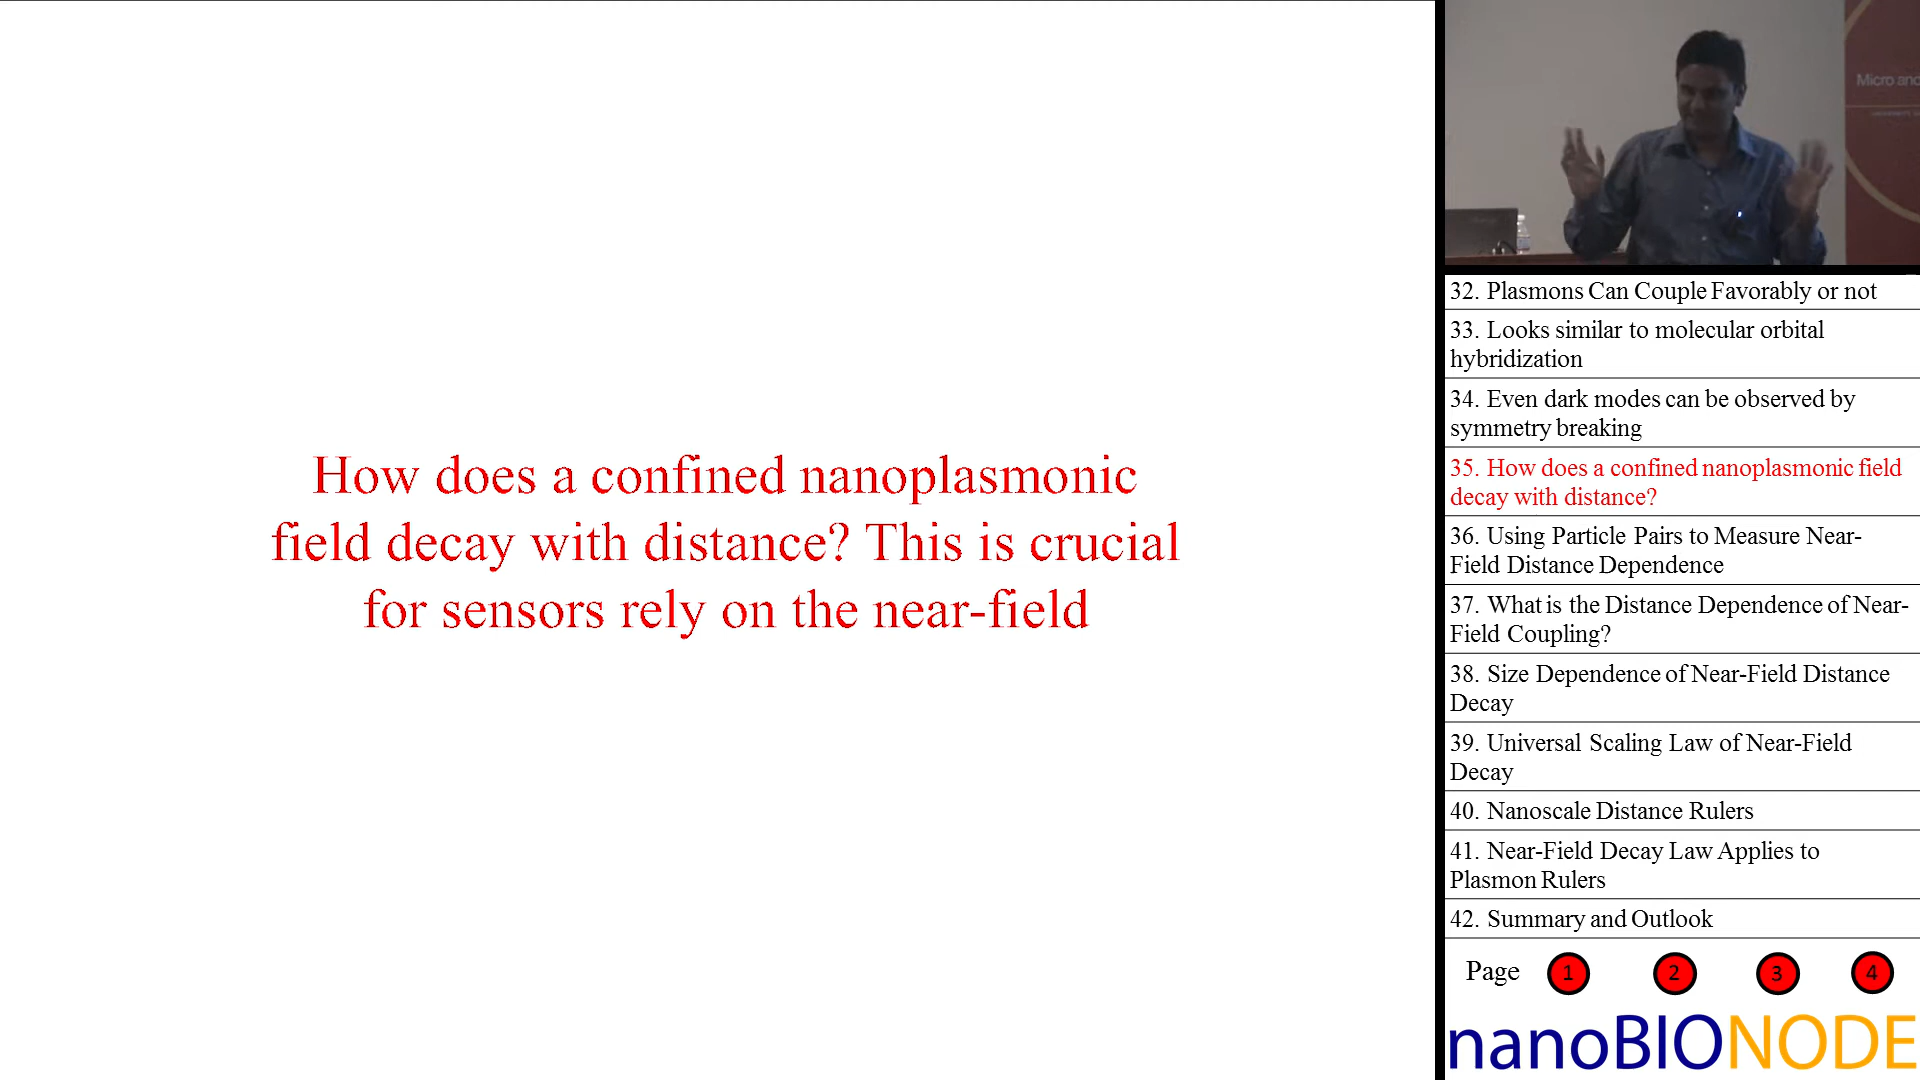 How does a confined nanoplasmonic
field decay with distance? This is crucial
for sensors rely on the near-field
Micro and
32. Plasmons Can Couple Favorably or not
33. Looks similar to molecular orbital
hybridization
34. Even dark modes can be observed by
symmetry breaking
35. How does a confined nanoplasmonic field
decay with distance?
36. Using Particle Pairs to Measure Near-
Field Distance Dependence
37. What is the Distance Dependence of Near-
Field Coupling?
38. Size Dependence of Near-Field Distance
Decay
39. Universal Scaling Law of Near-Field
Decay
40. Nanoscale Distance Rulers
41. Near-Field Decay Law Applies to
Plasmon Rulers
42. Summary and Outlook
Page 1 2 3 4
nanoBIONODE